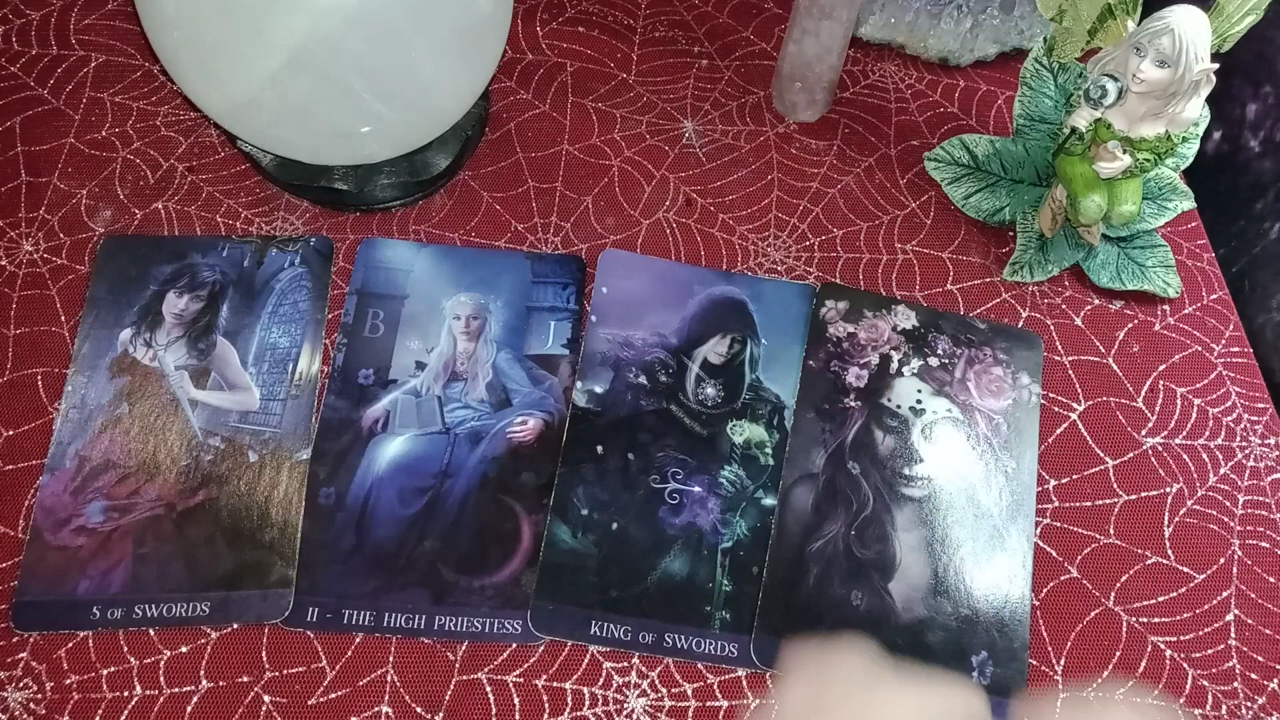 5 OF SWORDS
B
J
II - THE HIGH PRIESTESS
KING OF SWORDS